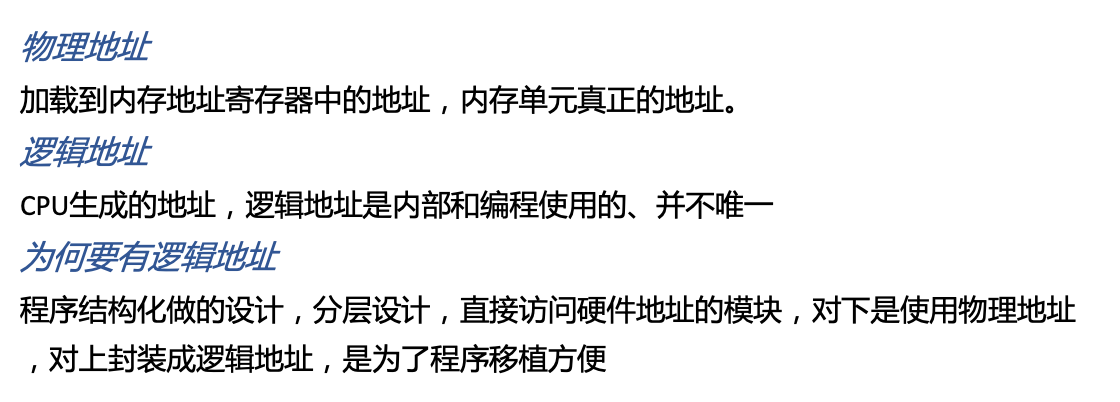 物理地址
加载到内存地址寄存器中的地址，内存单元真正的地址。
逻辑地址
CPU生成的地址，逻辑地址是内部和编程使用的、并不唯一
为何要有逻辑地址
程序结构化做的设计，分层设计，直接访问硬件地址的模块，对下是使用物理地址
，对上封装成逻辑地址，是为了程序移植方便